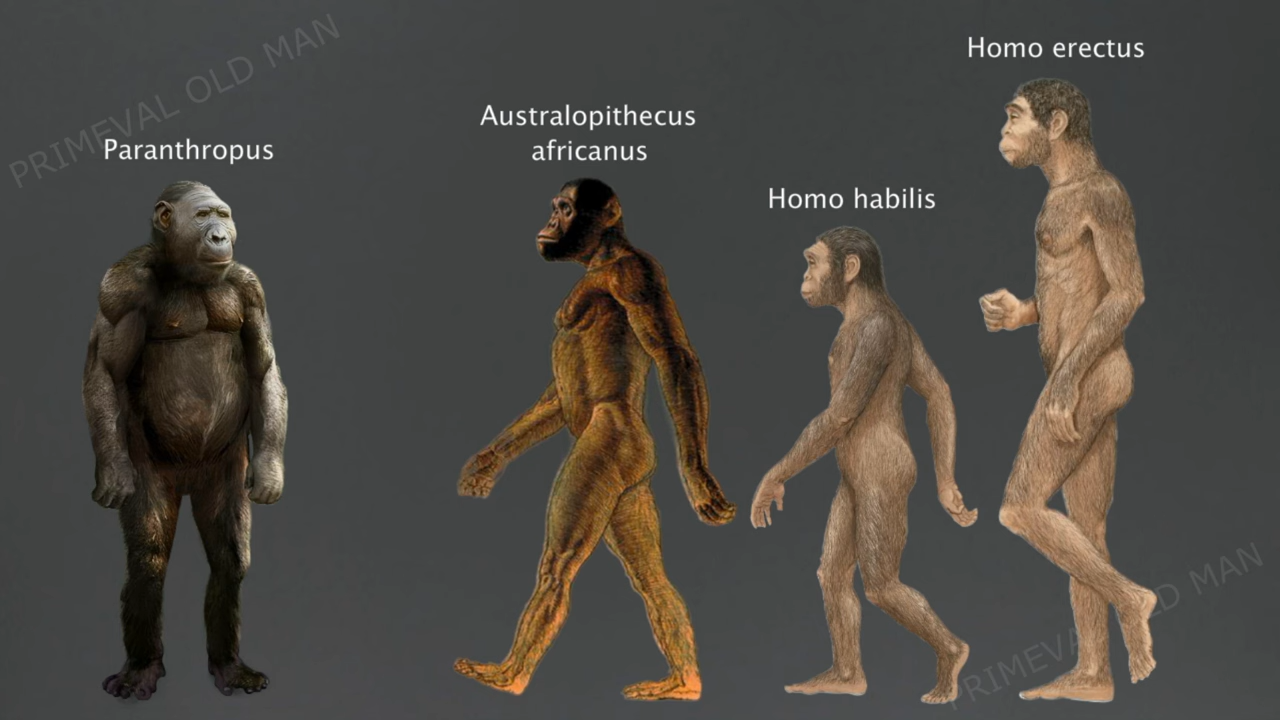 PRIMEVAL OLD MAN
Homo erectus
Australopithecus
africanus
Paranthropus
Homo habilis
PRIMEVAL OLD MAN